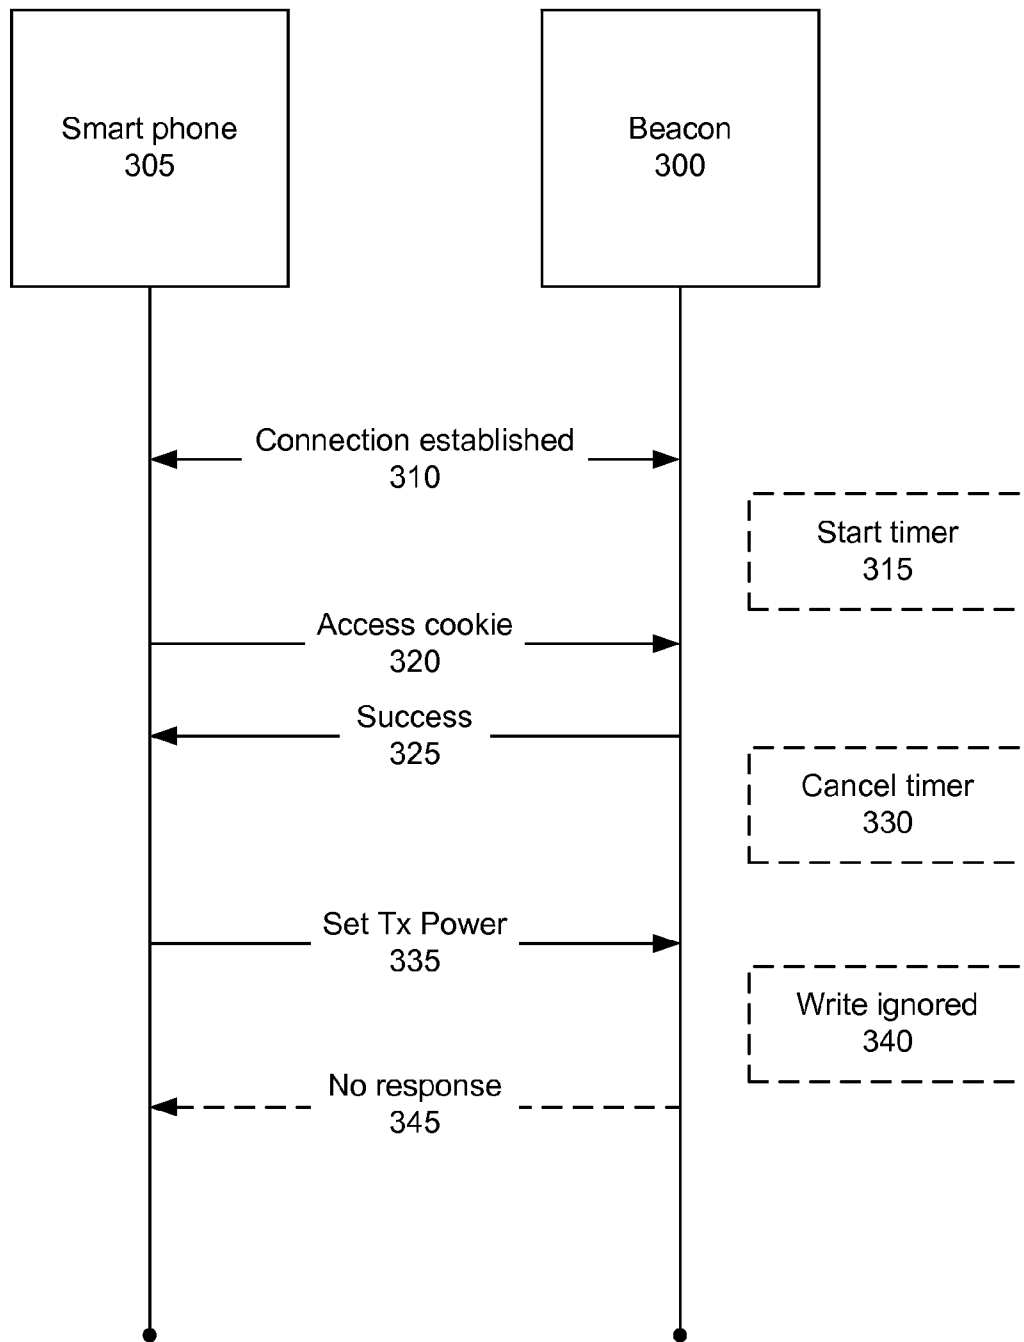 Smart phone
305
Beacon
300
Connection established
310
Start timer
315
Access cookie
320
Success
325
Cancel timer
330
Set Tx Power
335
Write ignored
340
No response
345